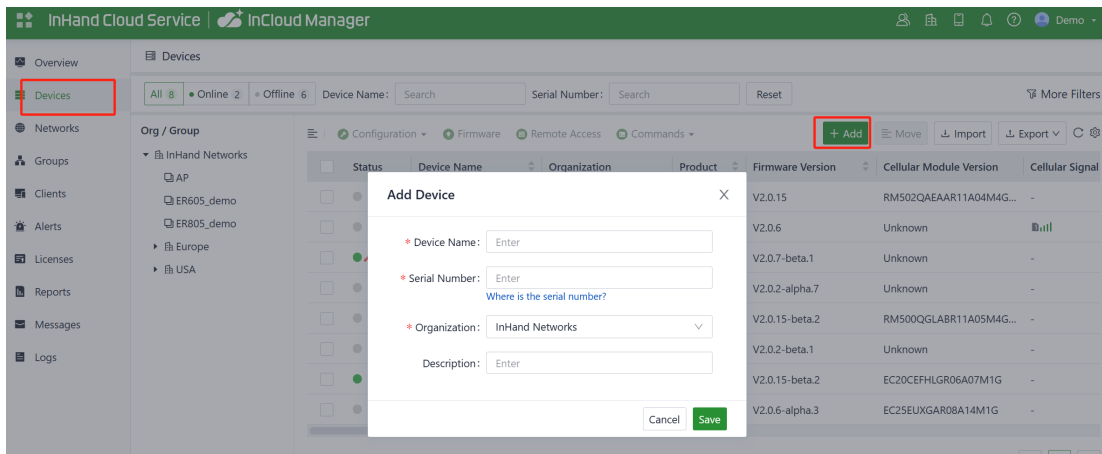 InHand Cloud Service | InCloud Manager
Demo
Overview
Devices
Networks
Groups
Clients
Alerts
Licenses
Reports
Messages
Logs
Devices
All 8 Online 2 Offline 6 Device Name: Search Serial Number: Search Reset More Filters
Org / Group
InHand Networks
AP
ER605_demo
ER805_demo
Europe
USA
Configuration Firmware Remote Access Commands + Add Move Import Export
Status Device Name Organization Product Firmware Version Cellular Module Version Cellular Signal
V2.0.15 RM502QAEAAR11A04M4G... -
V2.0.6 Unknown
V2.0.7-beta.1 Unknown -
V2.0.2-alpha.7 Unknown -
V2.0.15-beta.2 RM500QGLABR11A05M4G... -
V2.0.2-beta.1 Unknown -
V2.0.15-beta.2 EC20CEFHLGR06A07M1G -
V2.0.6-alpha.3 EC25EUXGAR08A14M1G -
Add Device
* Device Name: Enter
* Serial Number: Enter
Where is the serial number?
* Organization: InHand Networks
Description: Enter
Cancel Save